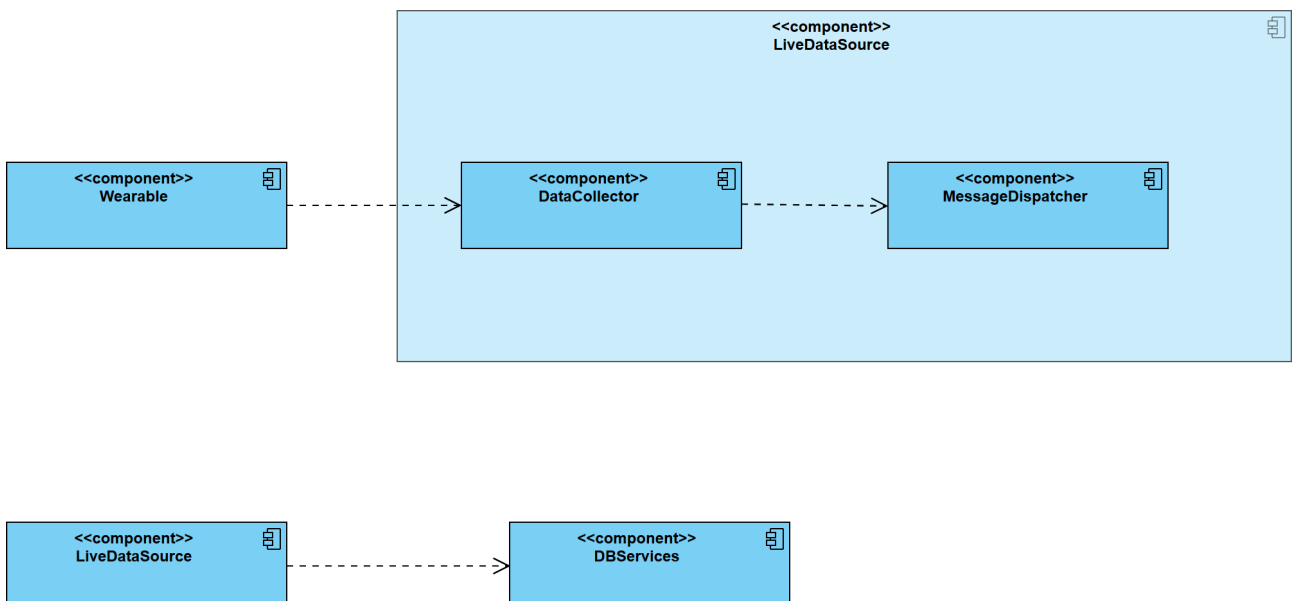 <<component>>
LiveDataSource
<<component>>
Wearable
<<component>>
DataCollector
<<component>>
MessageDispatcher
<<component>>
LiveDataSource
<<component>>
DBServices